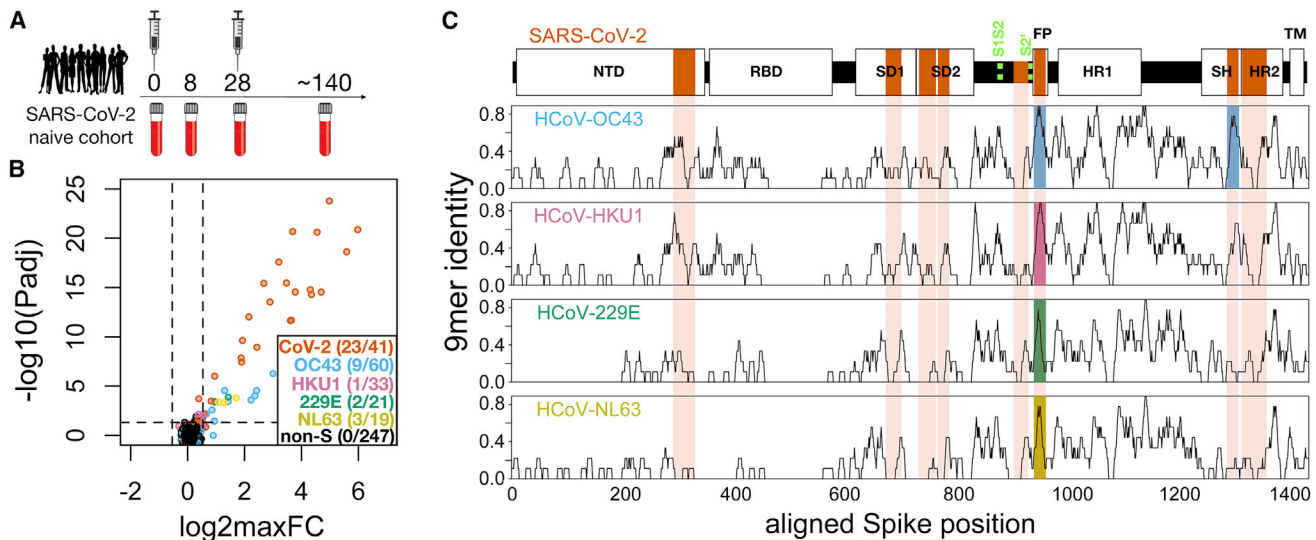 A
0 8 28 ~140
SARS-CoV-2
naive cohort
B
-log10(Padj)
25
20
15
10
5
0
CoV-2 (23/41)
OC43 (9/60)
HKU1 (1/33)
229E (2/21)
NL63 (3/19)
non-S (0/247)
-2 0 2 4 6
log2maxFC
C
SARS-CoV-2
S1S2
S2'
FP
TM
NTD RBD SD1 SD2 HR1 SH HR2
9mer identity
0.8
0.4
0.0
HCoV-OC43
0.8
0.4
0.0
HCoV-HKU1
0.8
0.4
0.0
HCoV-229E
0.8
0.4
0.0
HCoV-NL63
0 200 400 600 800 1000 1200 1400
aligned Spike position